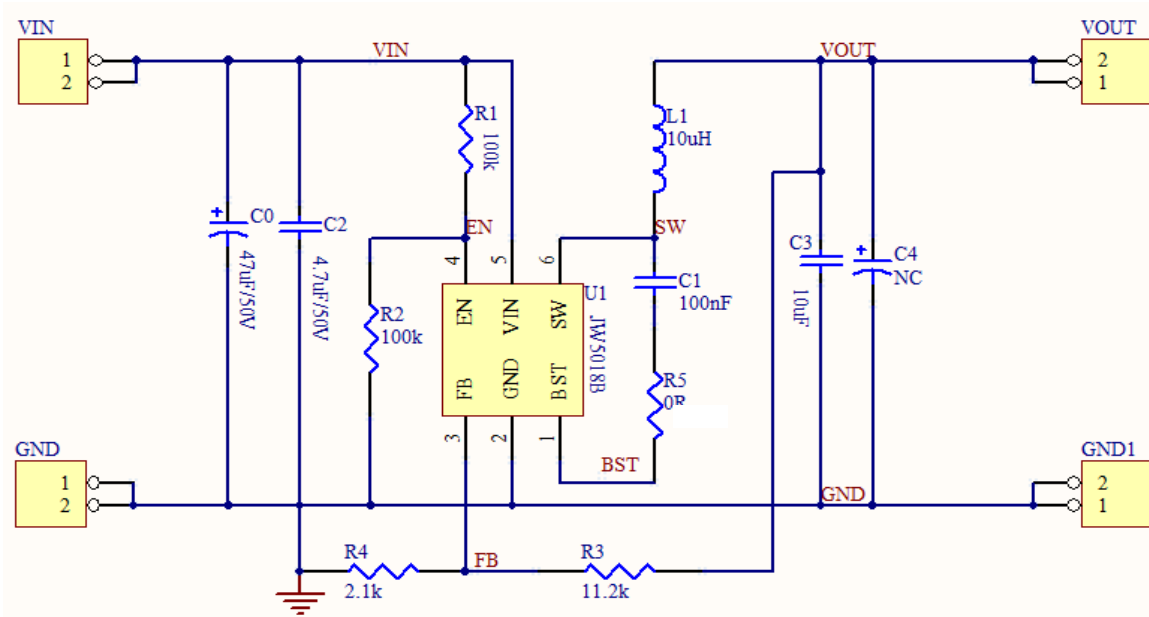 VIN
1
2
VIN
R1
100k
EN
C0
47uF/50V
C2
4.7uF/50V
R2
100k
4
5
6
EN
VIN
SW
FB
GND
BST
3
2
1
U1
JW5018B
L1
10uH
SW
C1
100nF
R5
0R
BST
VOUT
C3
10uF
C4
NC
VOUT
2
1
GND
1
2
GND
GND1
2
1
R4
2.1k
FB
R3
11.2k